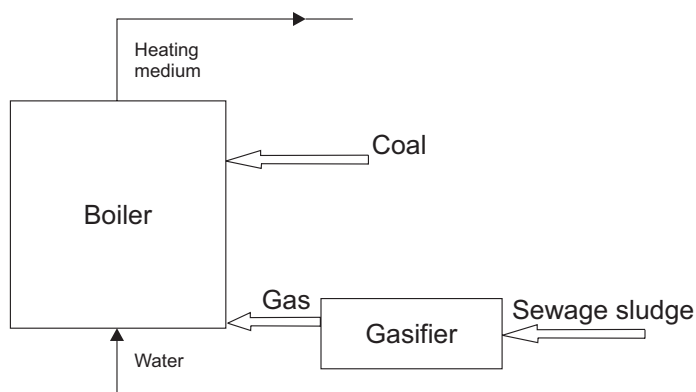 Heating
medium
Coal
Boiler
Gas
Sewage sludge
Gasifier
Water